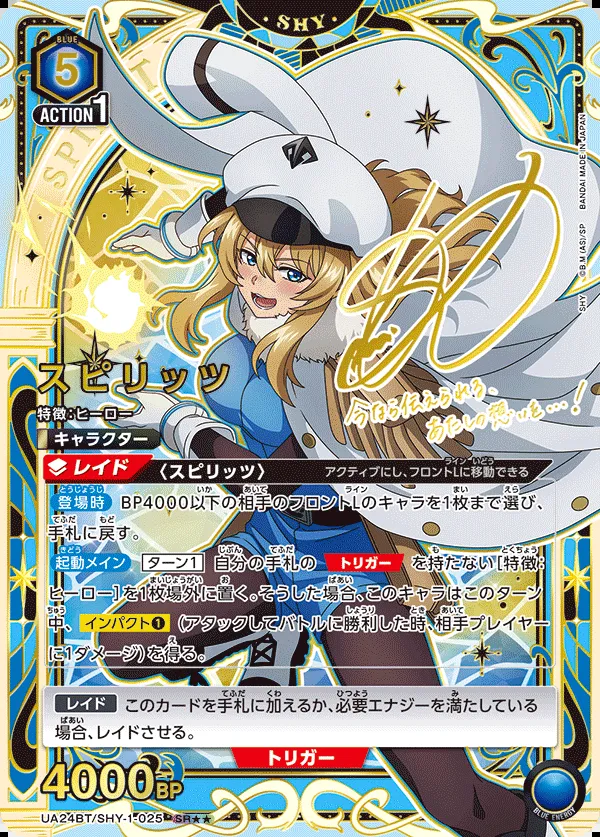 SHY
BLUE
5
ACTION 1
SPI
スピリッツ
特徴:ヒーロー
キャラクター
今なら伝えられる、
あたしの想いを…!
レイド 〈スピリッツ〉 アクティブにし、フロントLに移動できる
登場時 BP4000以下の相手のフロントLのキャラを1枚まで選び、
手札に戻す。
起動メイン ターン1 自分の手札の トリガー を持たない[特徴:
ヒーロー]を1枚場外に置く。そうした場合、このキャラはこのターン
中、 インパクト❶ (アタックしてバトルに勝利した時、相手プレイヤー
に1ダメージ)を得る。
レイド このカードを手札に加えるか、必要エナジーを満たしている
場合、レイドさせる。
トリガー
4000BP
UA24BT/SHY-1-025 SR★★
BLUE ENERGY
SHY ©B.M (AS)/SP BANDAI MADE IN JAPAN